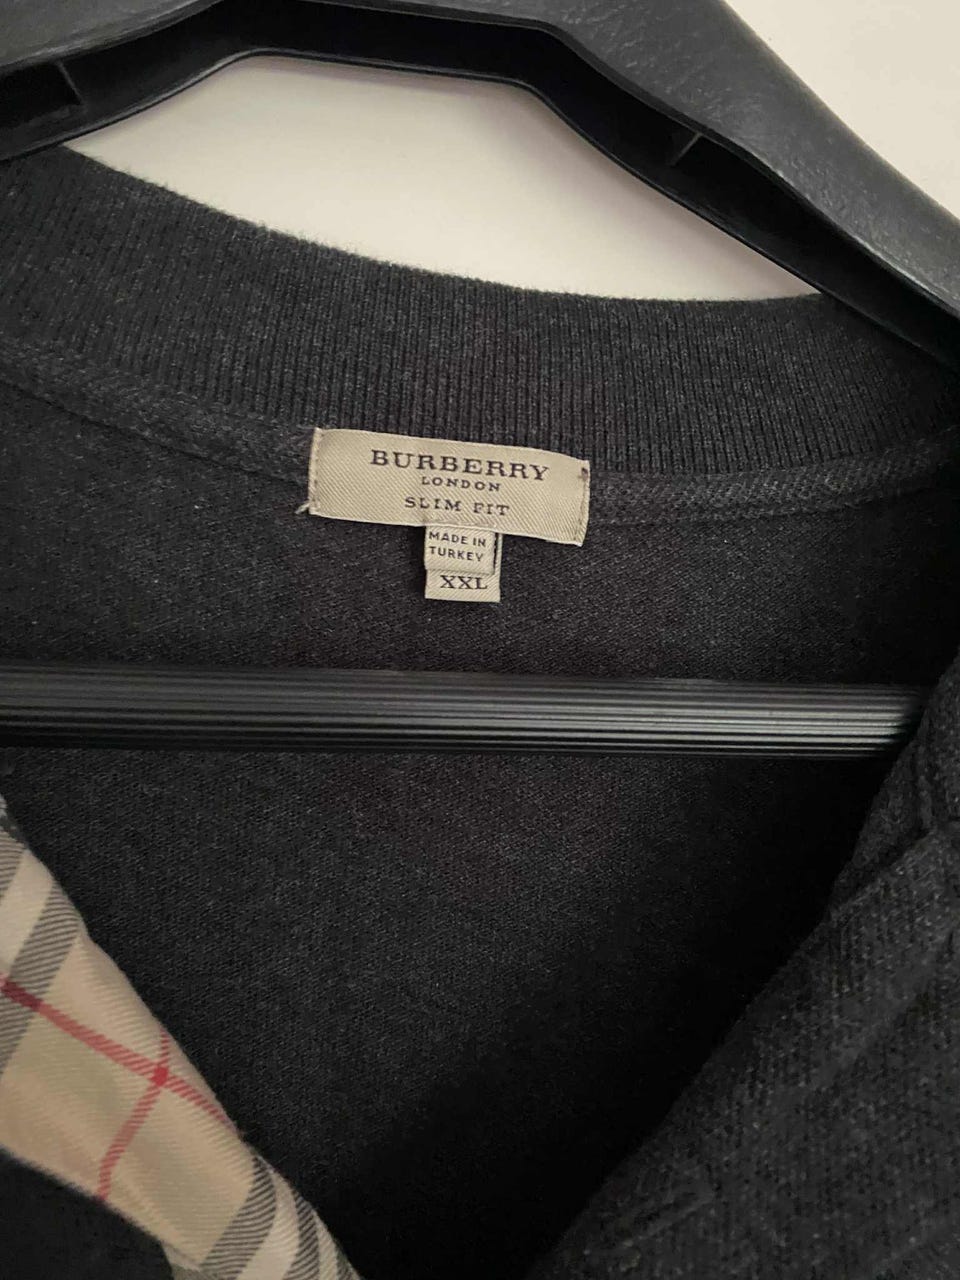 BURBERRY
LONDON
SLIM FIT
MADE IN
TURKEY
XXL